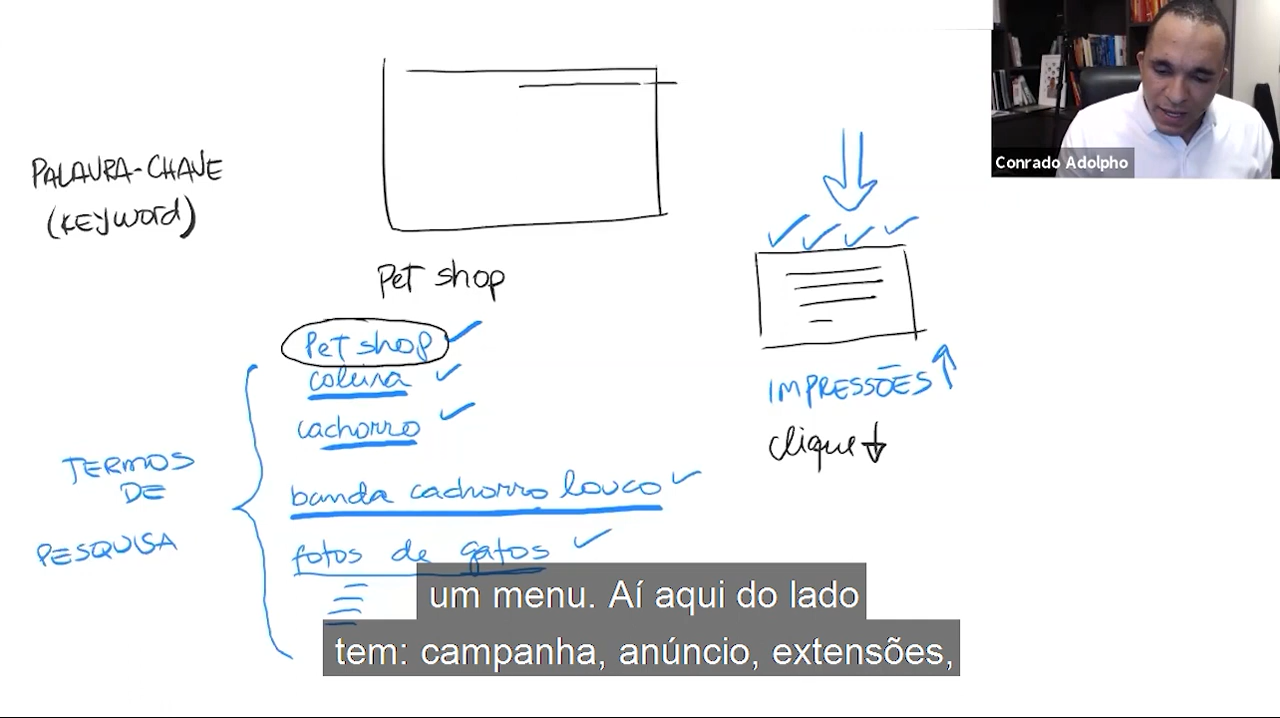 Conrado Adolpho
PALAVRA-CHAVE
(KEYWORD)
Pet shop
Pet shop
coleira
cachorro
banda cachorro louco
fotos de gatos
TERMOS
DE
PESQUISA
IMPRESSÕES
clique
um menu. Aí aqui do lado
tem: campanha, anúncio, extensões,